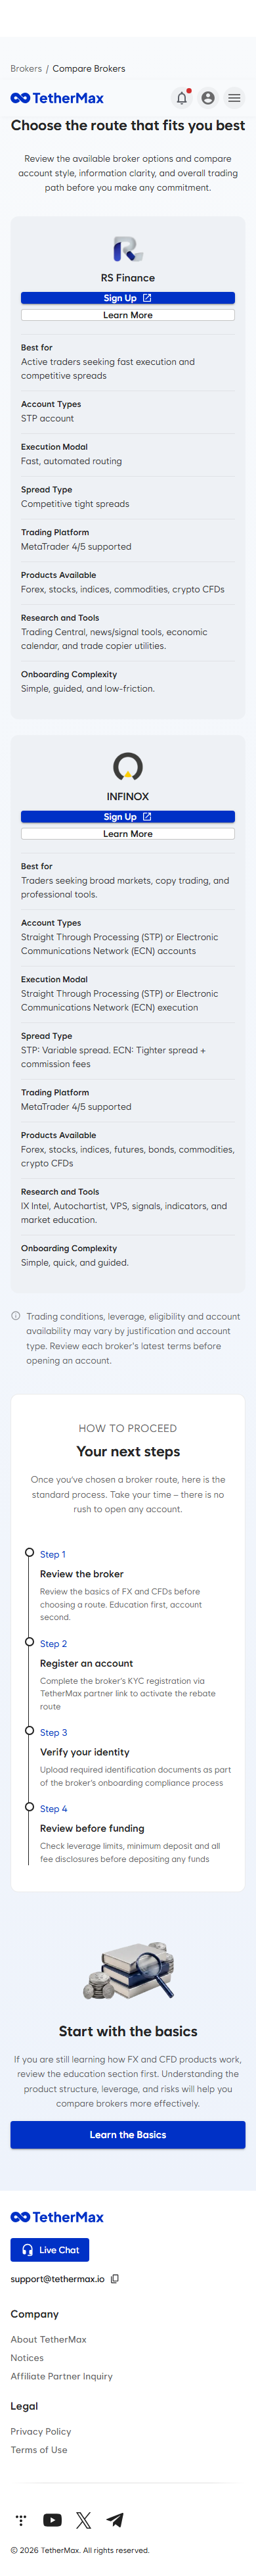 Brokers / Compare Brokers
TetherMax
Choose the route that fits you best
Review the available broker options and compare
account style, information clarity, and overall trading
path before you make any commitment.
RS Finance
Sign Up
Learn More
Best for
Active traders seeking fast execution and
competitive spreads
Account Types
STP account
Execution Modal
Fast, automated routing
Spread Type
Competitive tight spreads
Trading Platform
MetaTrader 4/5 supported
Products Available
Forex, stocks, indices, commodities, crypto CFDs
Research and Tools
Trading Central, news/signal tools, economic
calendar, and trade copier utilities.
Onboarding Complexity
Simple, guided, and low-friction.
INFINOX
Sign Up
Learn More
Best for
Traders seeking broad markets, copy trading, and
professional tools.
Account Types
Straight Through Processing (STP) or Electronic
Communications Network (ECN) accounts
Execution Modal
Straight Through Processing (STP) or Electronic
Communications Network (ECN) execution
Spread Type
STP: Variable spread. ECN: Tighter spread +
commission fees
Trading Platform
MetaTrader 4/5 supported
Products Available
Forex, stocks, indices, futures, bonds, commodities,
crypto CFDs
Research and Tools
IX Intel, Autochartist, VPS, signals, indicators, and
market education.
Onboarding Complexity
Simple, quick, and guided.
Trading conditions, leverage, eligibility and account
availability may vary by justification and account
type. Review each broker's latest terms before
opening an account.
HOW TO PROCEED
Your next steps
Once you've chosen a broker route, here is the
standard process. Take your time – there is no
rush to open any account.
Step 1
Review the broker
Review the basics of FX and CFDs before
choosing a route. Education first, account
second.
Step 2
Register an account
Complete the broker's KYC registration via
TetherMax partner link to activate the rebate
route
Step 3
Verify your identity
Upload required identification documents as part
of the broker's onboarding compliance process
Step 4
Review before funding
Check leverage limits, minimum deposit and all
fee disclosures before depositing any funds
Start with the basics
If you are still learning how FX and CFD products work,
review the education section first. Understanding the
product structure, leverage, and risks will help you
compare brokers more effectively.
Learn the Basics
TetherMax
Live Chat
support@tethermax.io
Company
About TetherMax
Notices
Affiliate Partner Inquiry
Legal
Privacy Policy
Terms of Use
© 2026 TetherMax. All rights reserved.